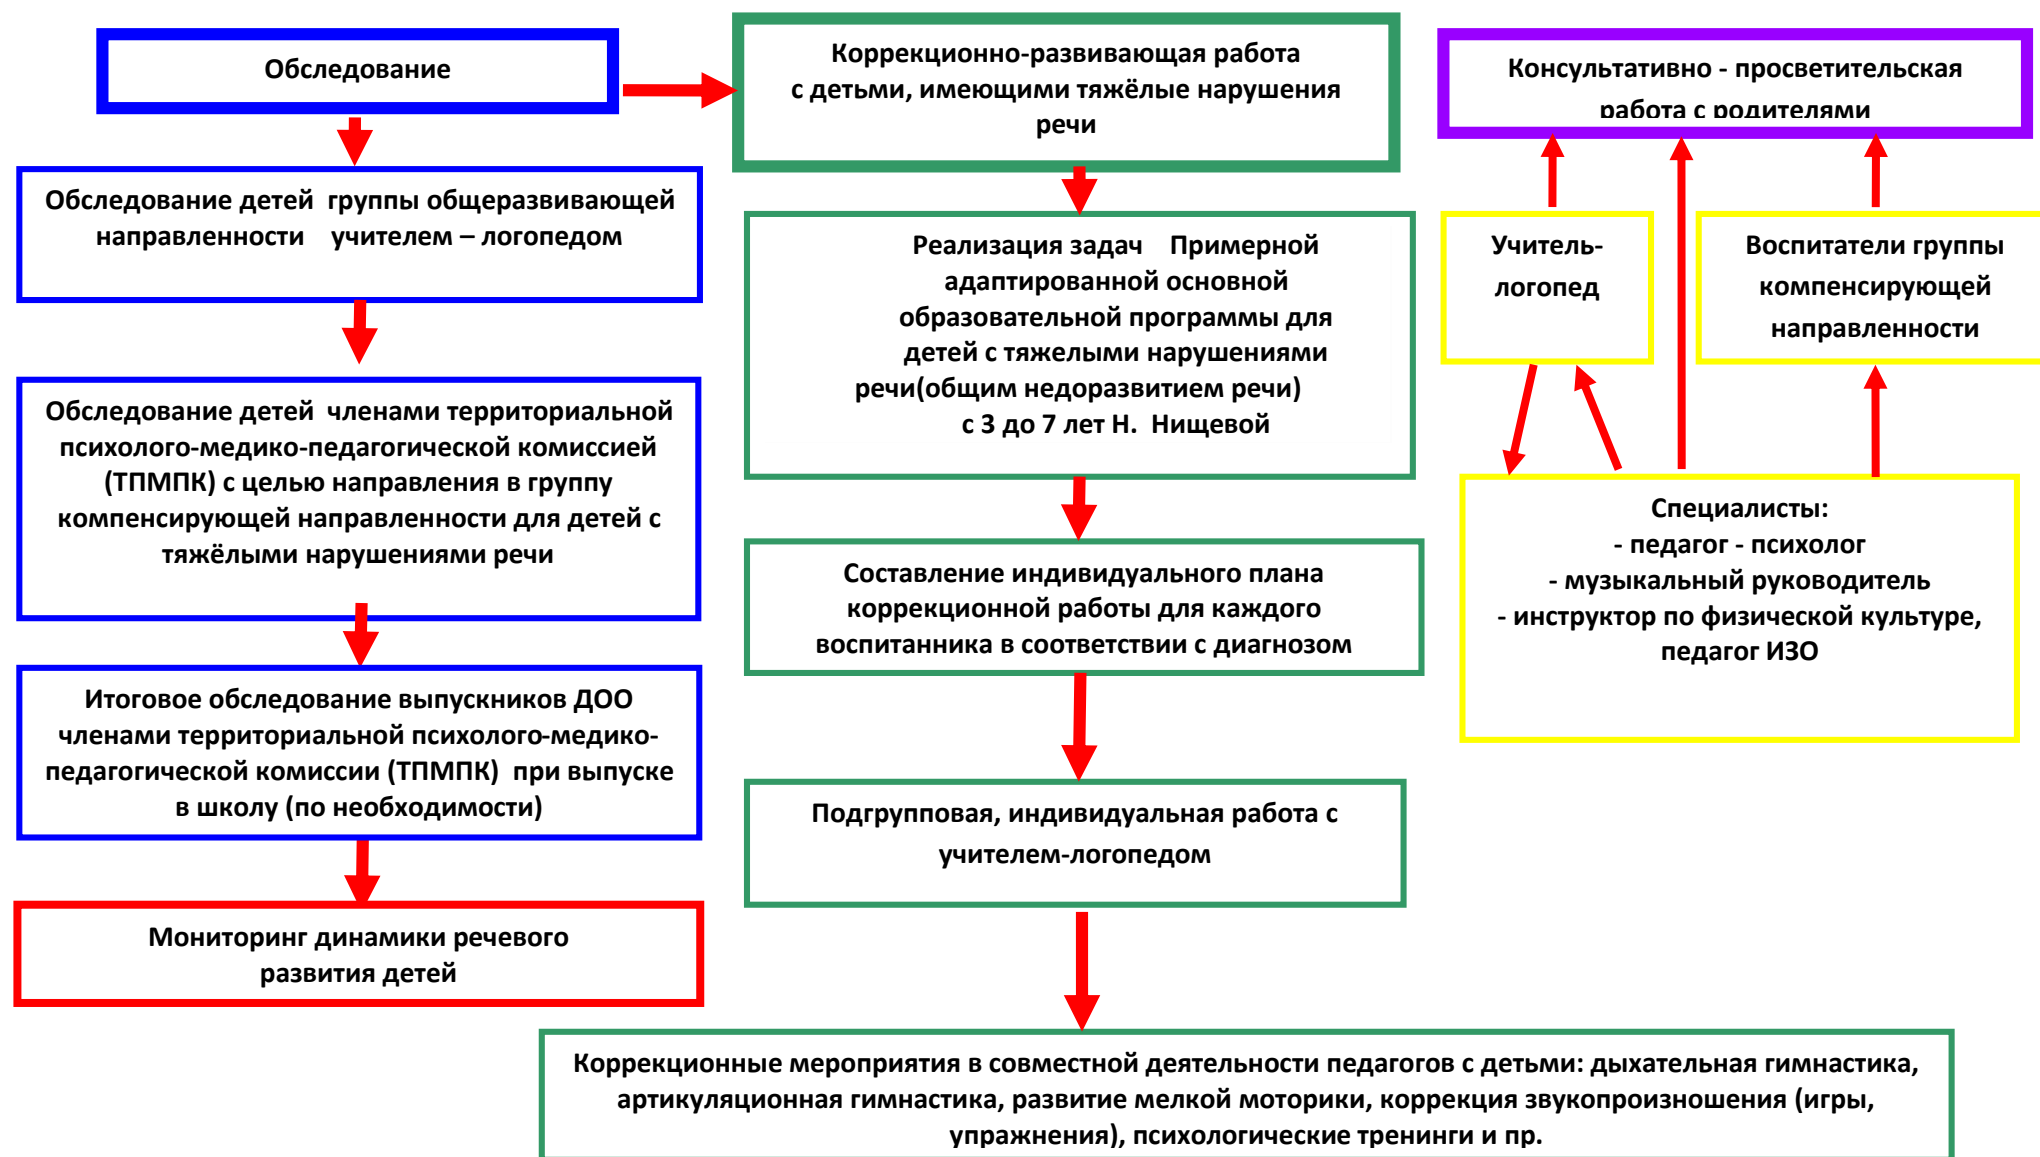 Обследование
Обследование детей группы общеразвивающей
направленности учителем – логопедом
Обследование детей членами территориальной
психолого-медико-педагогической комиссией
(ТПМПК) с целью направления в группу
компенсирующей направленности для детей с
тяжёлыми нарушениями речи
Итоговое обследование выпускников ДОО
членами территориальной психолого-медико-
педагогической комиссии (ТПМПК) при выпуске
в школу (по необходимости)
Мониторинг динамики речевого
развития детей
Коррекционно-развивающая работа
с детьми, имеющими тяжёлые нарушения
речи
Реализация задач Примерной
адаптированной основной
образовательной программы для
детей с тяжелыми нарушениями
речи(общим недоразвитием речи)
с 3 до 7 лет Н. Нищевой
Составление индивидуального плана
коррекционной работы для каждого
воспитанника в соответствии с диагнозом
Подгрупповая, индивидуальная работа с
учителем-логопедом
Коррекционные мероприятия в совместной деятельности педагогов с детьми: дыхательная гимнастика,
артикуляционная гимнастика, развитие мелкой моторики, коррекция звукопроизношения (игры,
упражнения), психологические тренинги и пр.
Консультативно - просветительская
работа с родителями
Учитель-
логопед
Воспитатели группы
компенсирующей
направленности
Специалисты:
- педагог - психолог
- музыкальный руководитель
- инструктор по физической культуре,
педагог ИЗО